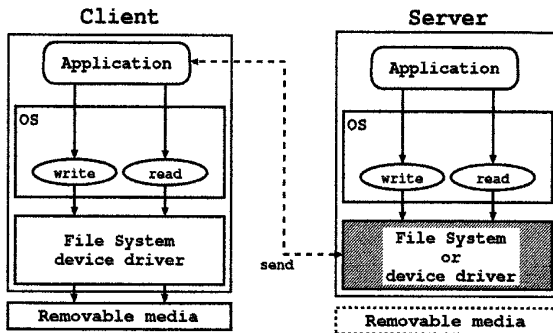 Client
Application
OS
write
read
File System
device driver
Removable media
send
Server
Application
OS
write
read
File System
or
device driver
Removable media